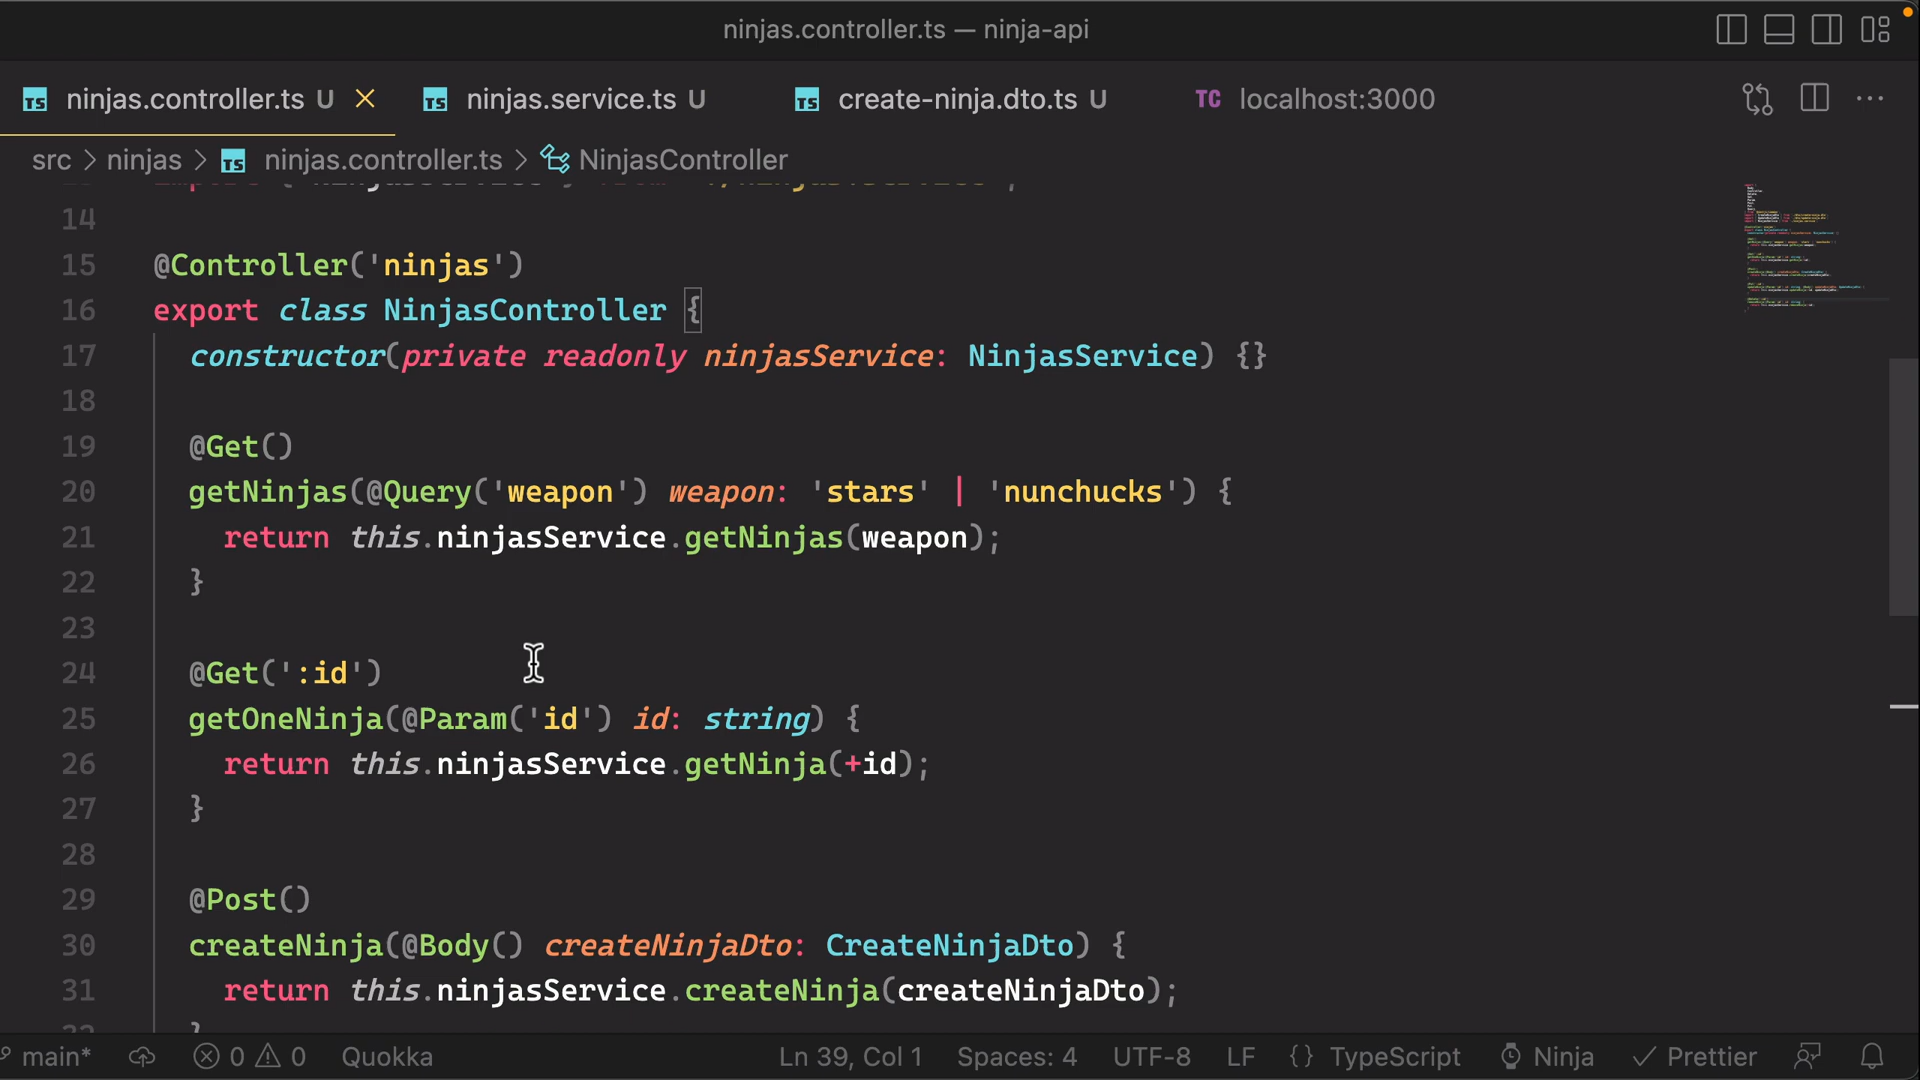 ninjas.controller.ts — ninja-api
TS ninjas.controller.ts U
TS ninjas.service.ts U
TS create-ninja.dto.ts U
TC localhost:3000
src > ninjas > TS ninjas.controller.ts > NinjasController
14
15 @Controller('ninjas')
16 export class NinjasController {
17 constructor(private readonly ninjasService: NinjasService) {}
18
19 @Get()
20 getNinjas(@Query('weapon') weapon: 'stars' | 'nunchucks') {
21 return this.ninjasService.getNinjas(weapon);
22 }
23
24 @Get(':id')
25 getOneNinja(@Param('id') id: string) {
26 return this.ninjasService.getNinja(+id);
27 }
28
29 @Post()
30 createNinja(@Body() createNinjaDto: CreateNinjaDto) {
31 return this.ninjasService.createNinja(createNinjaDto);
main* 0 0 Quokka Ln 39, Col 1 Spaces: 4 UTF-8 LF {} TypeScript Ninja Prettier